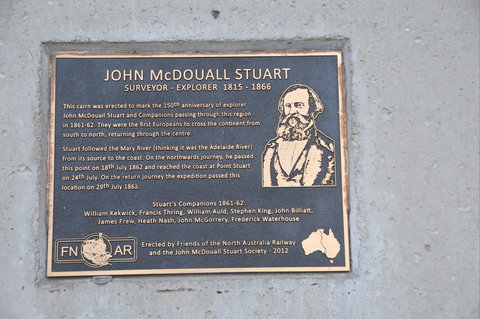 JOHN McDOUALL STUART
SURVEYOR - EXPLORER 1815 - 1866
This cairn was erected to mark the 150th anniversary of explorer
John McDouall Stuart and Companions passing through this region
in 1861-62. They were the first Europeans to cross the continent from
south to north, returning through the centre.
Stuart followed the Mary River (thinking it was the Adelaide River)
from its source to the coast. On the northwards journey, he passed
this point on 18th July 1862 and reached the coast at Point Stuart
on 24th July. On the return journey the expedition passed this
location on 29th July 1862.
Stuart's Companions 1861-62:
William Kekwick, Francis Thring, William Auld, Stephen King, John Billiatt,
James Frew, Heath Nash, John McGorrery, Frederick Waterhouse
FN AR
Erected by Friends of the North Australia Railway
and the John McDouall Stuart Society - 2012